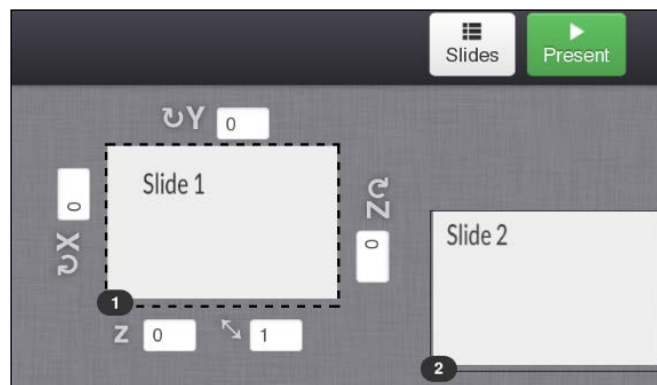 Slides Present
Y 0
Slide 1
X 0
Z 0
Slide 2
1
Z 0 1
2